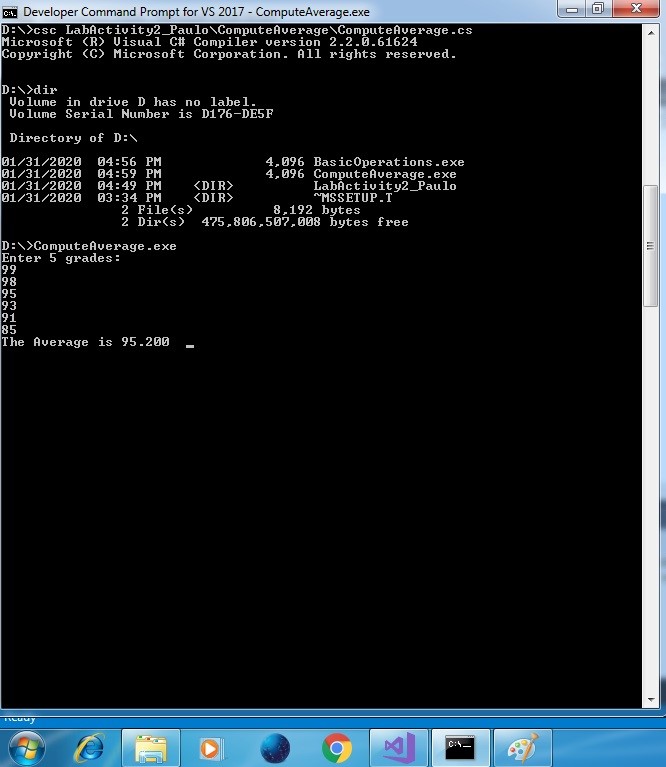 Developer Command Prompt for VS 2017 - ComputeAverage.exe
D:\>csc LabActivity2_Paulo\ComputeAverage\ComputeAverage.cs
Microsoft (R) Visual C# Compiler version 2.2.0.61624
Copyright (C) Microsoft Corporation. All rights reserved.
D:\>dir
Volume in drive D has no label.
Volume Serial Number is D176-DE5F
Directory of D:\
01/31/2020 04:56 PM 4,096 BasicOperations.exe
01/31/2020 04:59 PM 4,096 ComputeAverage.exe
01/31/2020 04:49 PM <DIR> LabActivity2_Paulo
01/31/2020 03:34 PM <DIR> ~MSSETUP.T
2 File(s) 8,192 bytes
2 Dir(s) 475,806,507,008 bytes free
D:\>ComputeAverage.exe
Enter 5 grades:
99
98
95
93
91
85
The Average is 95.200 _
Ready